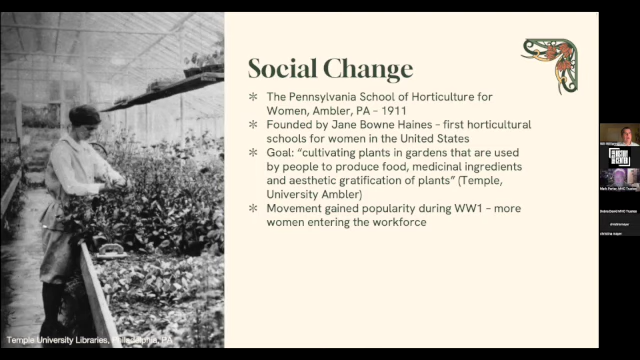 Social Change
✻ The Pennsylvania School of Horticulture for
Women, Ambler, PA – 1911
✻ Founded by Jane Bowne Haines – first horticultural
schools for women in the United States
✻ Goal: “cultivating plants in gardens that are used
by people to produce food, medicinal ingredients
and aesthetic gratification of plants” (Temple,
University Ambler)
✻ Movement gained popularity during WW1 – more
women entering the workforce
Temple University Libraries, Philadelphia, PA